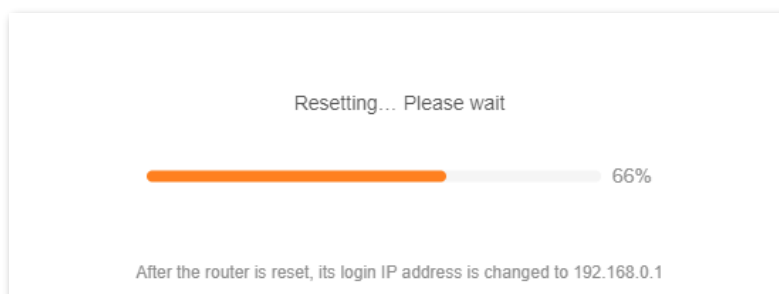 Resetting... Please wait
66%
After the router is reset, its login IP address is changed to 192.168.0.1